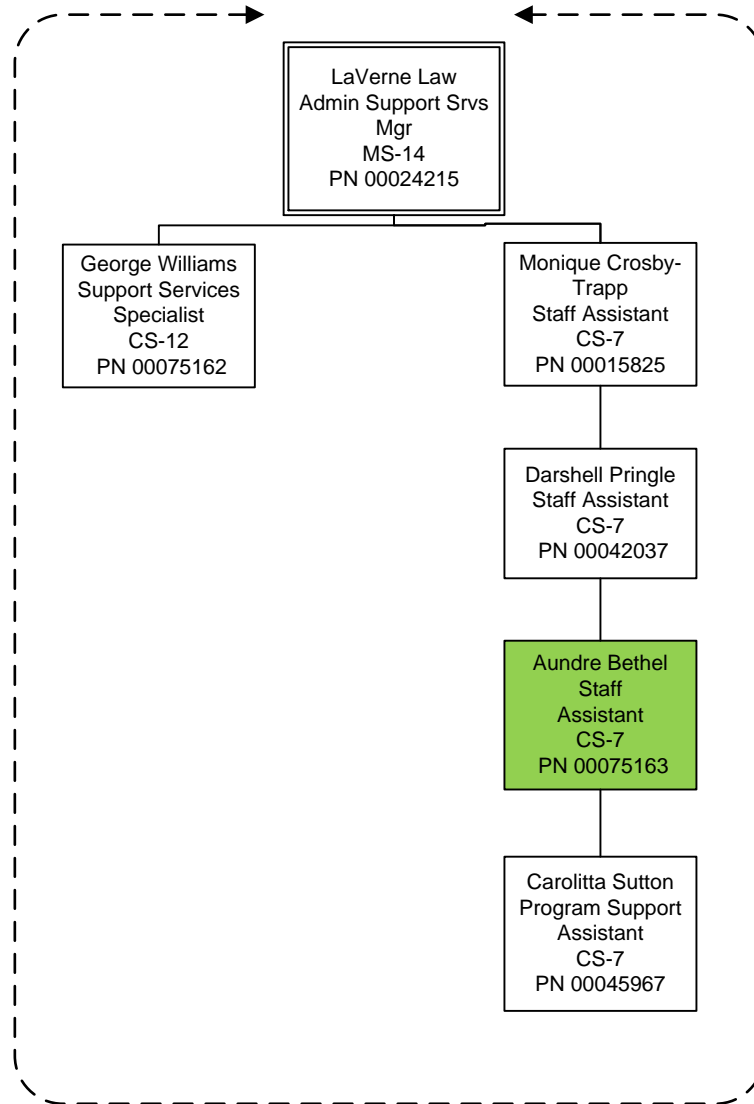 LaVerne Law
Admin Support Srvs
Mgr
MS-14
PN 00024215
George Williams
Support Services
Specialist
CS-12
PN 00075162
Monique Crosby-
Trapp
Staff Assistant
CS-7
PN 00015825
Darshell Pringle
Staff Assistant
CS-7
PN 00042037
Aundre Bethel
Staff
Assistant
CS-7
PN 00075163
Carolitta Sutton
Program Support
Assistant
CS-7
PN 00045967